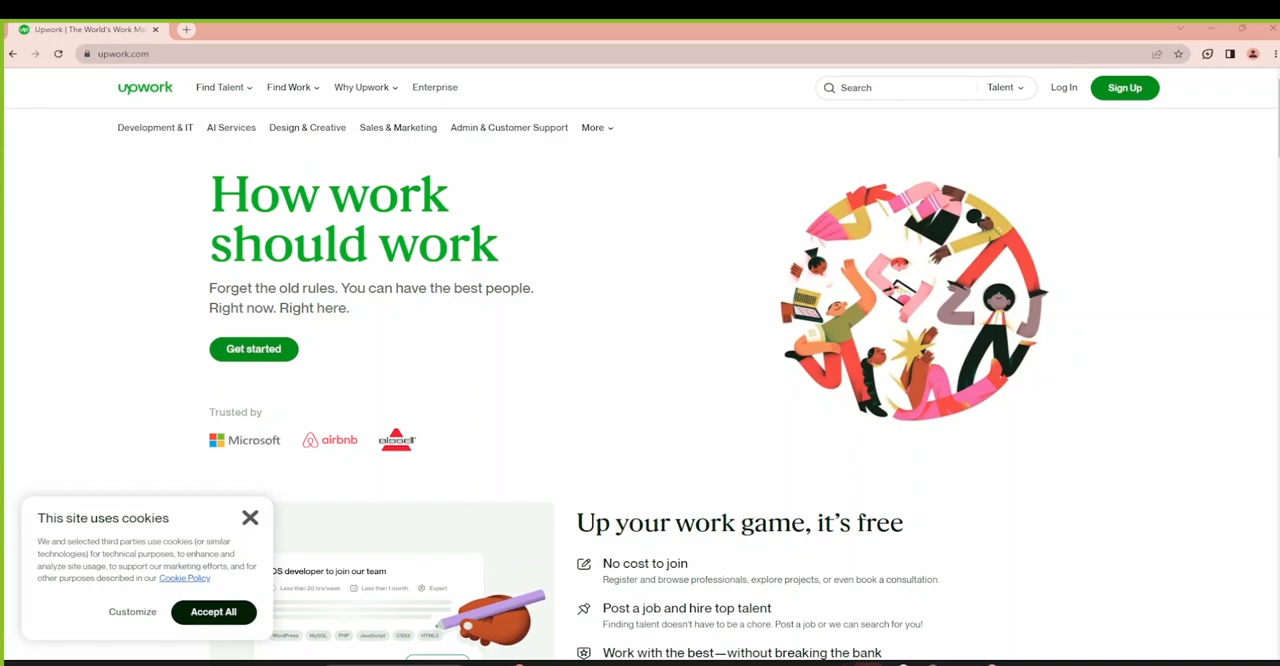 Upwork | The World's Work Ma
upwork.com
upwork Find Talent Find Work Why Upwork Enterprise Search Talent Log In Sign Up
Development & IT AI Services Design & Creative Sales & Marketing Admin & Customer Support More
How work
should work
Forget the old rules. You can have the best people.
Right now. Right here.
Get started
Trusted by
Microsoft airbnb BISSELL
This site uses cookies
We and selected third parties use cookies (or similar
technologies) for technical purposes, to enhance and
analyze site usage, to support our marketing efforts, and for
other purposes described in our Cookie Policy
Customize Accept All
OS developer to join our team
Less than 20 hrs/week Less than 1 month Expert
WordPress MySQL PHP JavaScript CSS3 HTML5
Up your work game, it's free
No cost to join
Register and browse professionals, explore projects, or even book a consultation.
Post a job and hire top talent
Finding talent doesn't have to be a chore. Post a job or we can search for you!
Work with the best—without breaking the bank